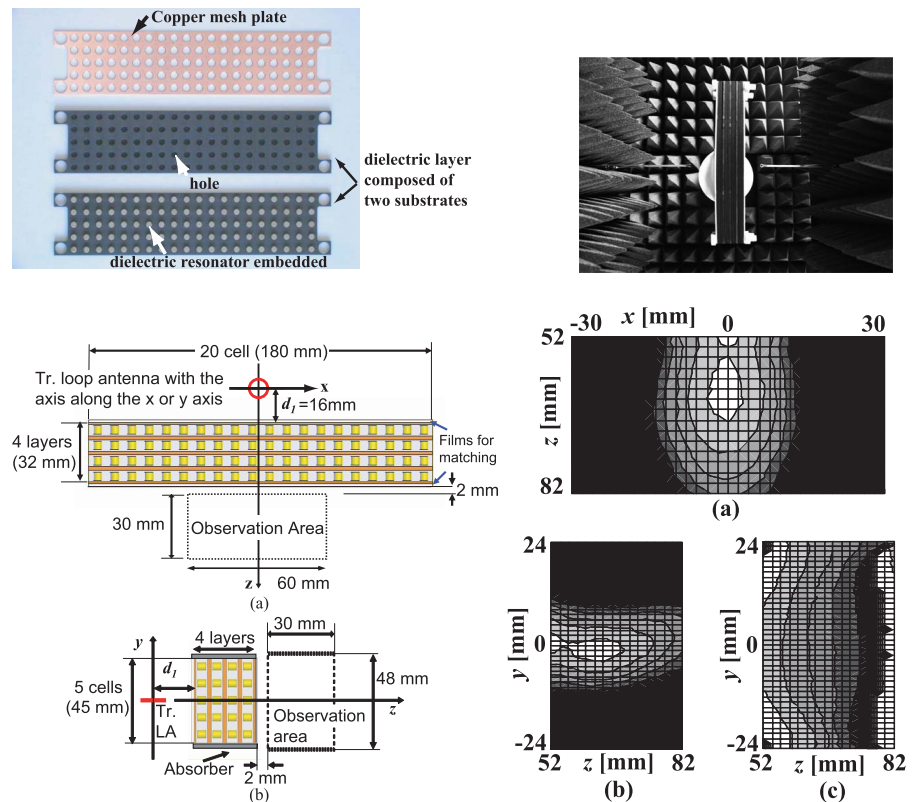 Copper mesh plate
hole
dielectric resonator embedded
dielectric layer
composed of
two substrates
20 cell (180 mm)
Tr. loop antenna with the
axis along the x or y axis
x
d1=16mm
4 layers
(32 mm)
Films for
matching
2 mm
30 mm
Observation Area
60 mm
z
(a)
30 mm
4 layers
y
d1
5 cells
(45 mm)
48 mm
z
Tr.
LA
Observation
area
Absorber
2 mm
(b)
x [mm]
-30 0 30
52
z [mm]
82
(a)
24
y [mm]
0
-24
52 z [mm] 82
(b)
24
y [mm]
0
-24
52 z [mm] 82
(c)